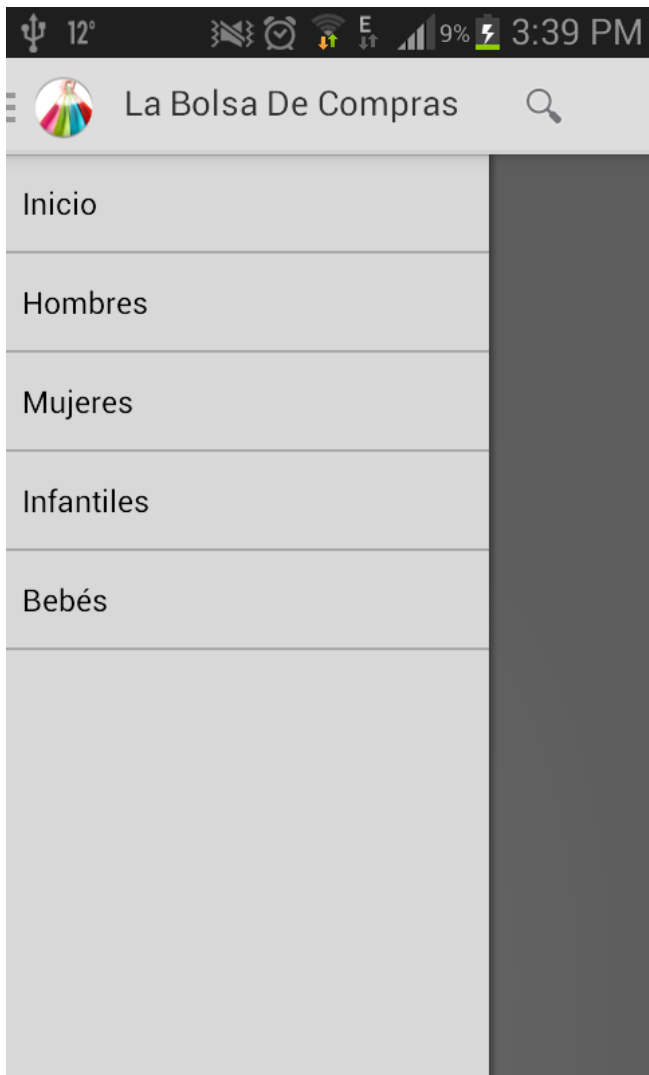 12°
E
9%
3:39 PM
La Bolsa De Compras
Inicio
Hombres
Mujeres
Infantiles
Bebés